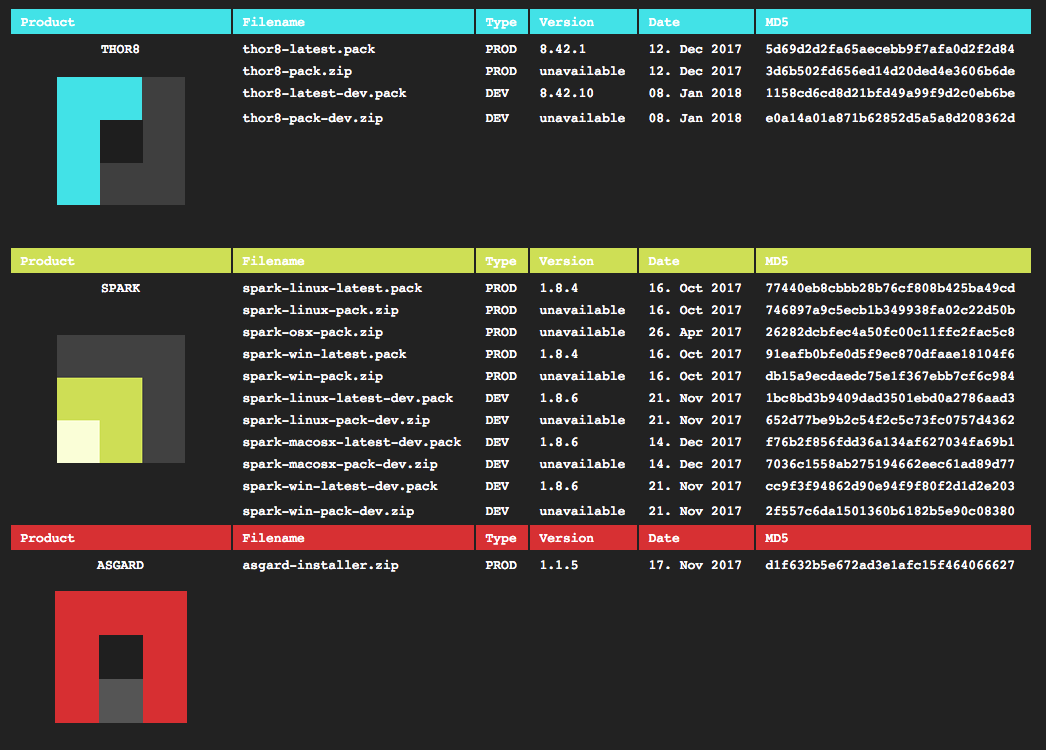 Product Filename Type Version Date MD5
THOR8 thor8-latest.pack PROD 8.42.1 12. Dec 2017 5d69d2d2fa65aecebb9f7afa0d2f2d84
thor8-pack.zip PROD unavailable 12. Dec 2017 3d6b502fd656ed14d20ded4e3606b6de
thor8-latest-dev.pack DEV 8.42.10 08. Jan 2018 1158cd6cd8d21bfd49a99f9d2c0eb6be
thor8-pack-dev.zip DEV unavailable 08. Jan 2018 e0a14a01a871b62852d5a5a8d208362d
Product Filename Type Version Date MD5
SPARK spark-linux-latest.pack PROD 1.8.4 16. Oct 2017 77440eb8cbbb28b76cf808b425ba49cd
spark-linux-pack.zip PROD unavailable 16. Oct 2017 746897a9c5ecb1b349938fa02c22d50b
spark-osx-pack.zip PROD unavailable 26. Apr 2017 26282dcbfec4a50fc00c11ffc2fac5c8
spark-win-latest.pack PROD 1.8.4 16. Oct 2017 91eafb0bfe0d5f9ec870dfaae18104f6
spark-win-pack.zip PROD unavailable 16. Oct 2017 db15a9ecdaedc75e1f367ebb7cf6c984
spark-linux-latest-dev.pack DEV 1.8.6 21. Nov 2017 1bc8bd3b9409dad3501ebd0a2786aad3
spark-linux-pack-dev.zip DEV unavailable 21. Nov 2017 652d77be9b2c54f2c5c73fc0757d4362
spark-macosx-latest-dev.pack DEV 1.8.6 14. Dec 2017 f76b2f856fdd36a134af627034fa69b1
spark-macosx-pack-dev.zip DEV unavailable 14. Dec 2017 7036c1558ab275194662eec61ad89d77
spark-win-latest-dev.pack DEV 1.8.6 21. Nov 2017 cc9f3f94862d90e94f9f80f2d1d2e203
spark-win-pack-dev.zip DEV unavailable 21. Nov 2017 2f557c6da1501360b6182b5e90c08380
Product Filename Type Version Date MD5
ASGARD asgard-installer.zip PROD 1.1.5 17. Nov 2017 d1f632b5e672ad3e1afc15f464066627